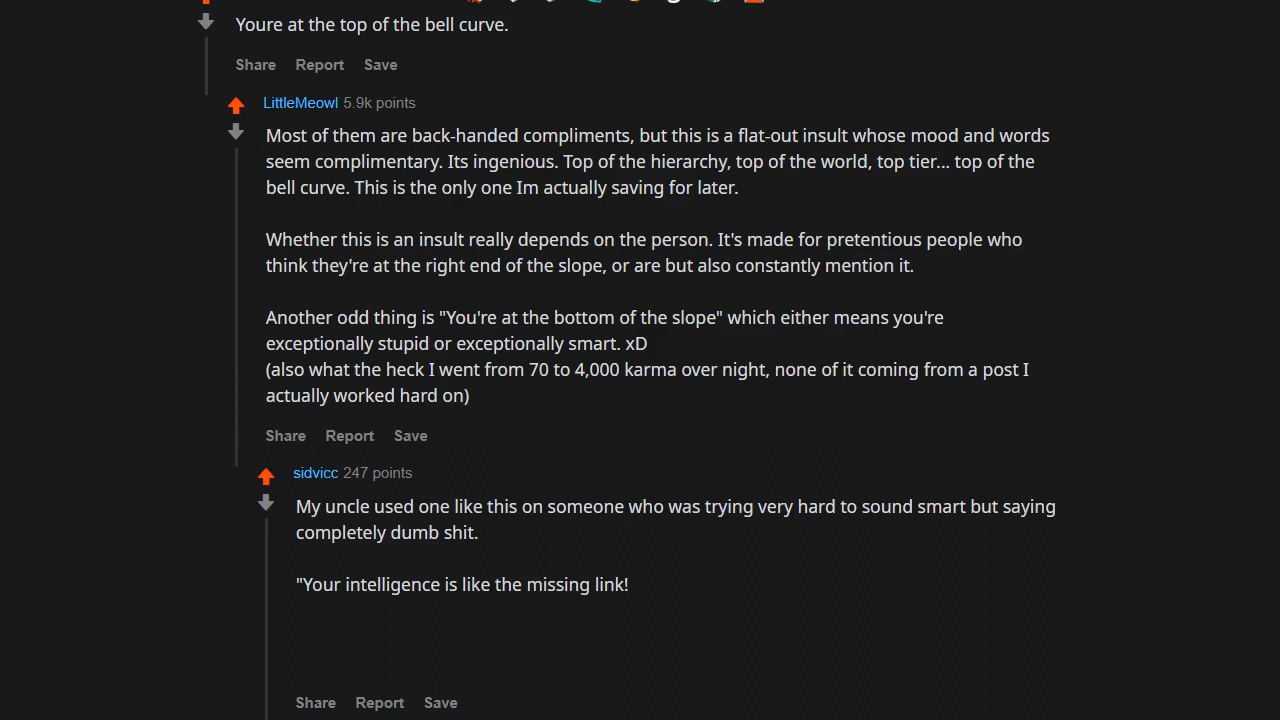 Youre at the top of the bell curve.
Share Report Save
LittleMeowl 5.9k points
Most of them are back-handed compliments, but this is a flat-out insult whose mood and words
seem complimentary. Its ingenious. Top of the hierarchy, top of the world, top tier... top of the
bell curve. This is the only one Im actually saving for later.
Whether this is an insult really depends on the person. It's made for pretentious people who
think they're at the right end of the slope, or are but also constantly mention it.
Another odd thing is "You're at the bottom of the slope" which either means you're
exceptionally stupid or exceptionally smart. xD
(also what the heck I went from 70 to 4,000 karma over night, none of it coming from a post I
actually worked hard on)
Share Report Save
sidvicc 247 points
My uncle used one like this on someone who was trying very hard to sound smart but saying
completely dumb shit.
"Your intelligence is like the missing link!
Share Report Save